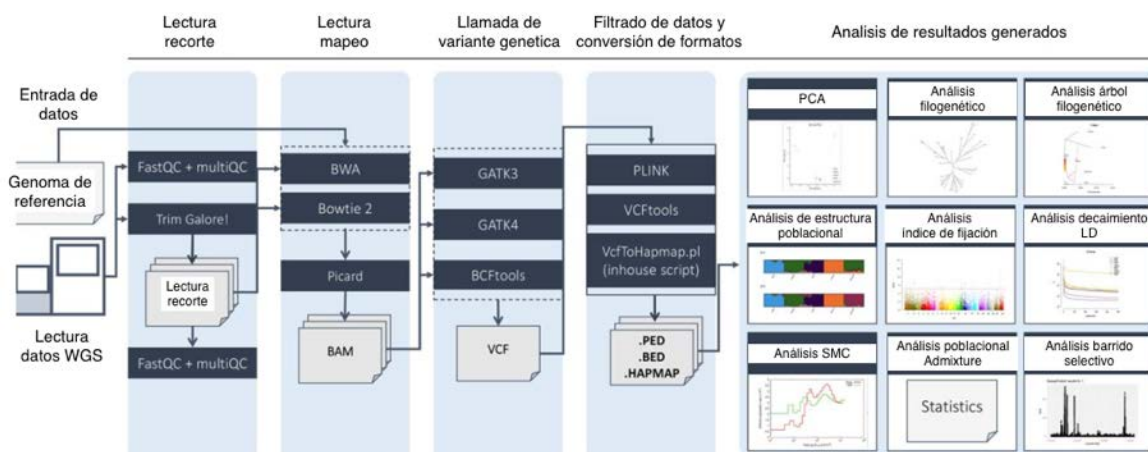 Lectura
recorte
Lectura
mapeo
Llamada de
variante genetica
Filtrado de datos y
conversión de formatos
Analisis de resultados generados
Entrada de
datos
Genoma de
referencia
Lectura
datos WGS
FastQC + multiQC
Trim Galore!
Lectura
recorte
FastQC + multiQC
BWA
Bowtie 2
Picard
BAM
GATK3
GATK4
BCFtools
VCF
PLINK
VCFtools
VcfToHapmap.pl
(inhouse script)
.PED
.BED
.HAPMAP
PCA
Análisis
filogenético
Análisis árbol
filogenético
Análisis de estructura
poblacional
Análisis
índice de fijación
Análisis decaimiento
LD
Análisis SMC
Análisis poblacional
Admixture
Statistics
Análisis barrido
selectivo